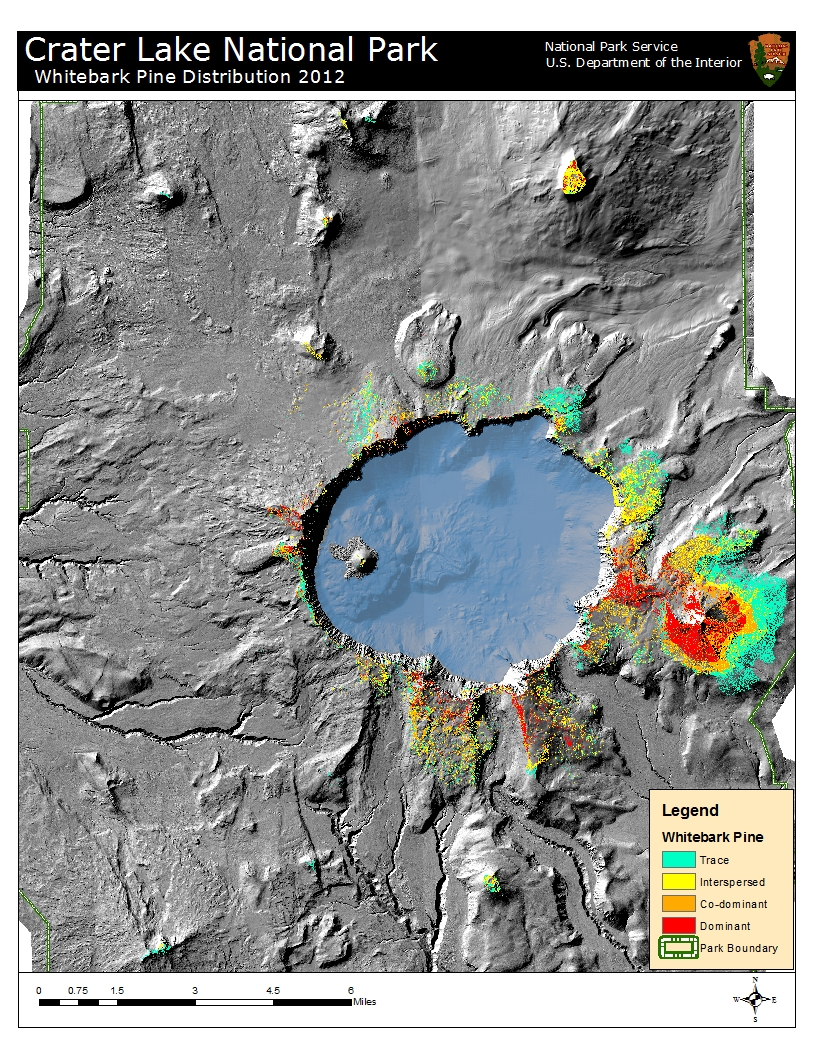 Crater Lake National Park
Whitebark Pine Distribution 2012
National Park Service
U.S. Department of the Interior
Legend
Whitebark Pine
Trace
Interspersed
Co-dominant
Dominant
Park Boundary
0 0.75 1.5 3 4.5 6
Miles
N
W E
S